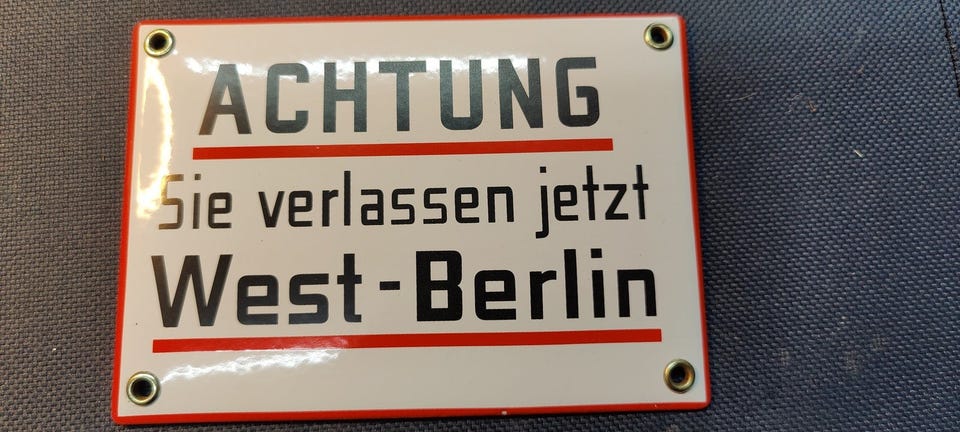 ACHTUNG
Sie verlassen jetzt
West-Berlin